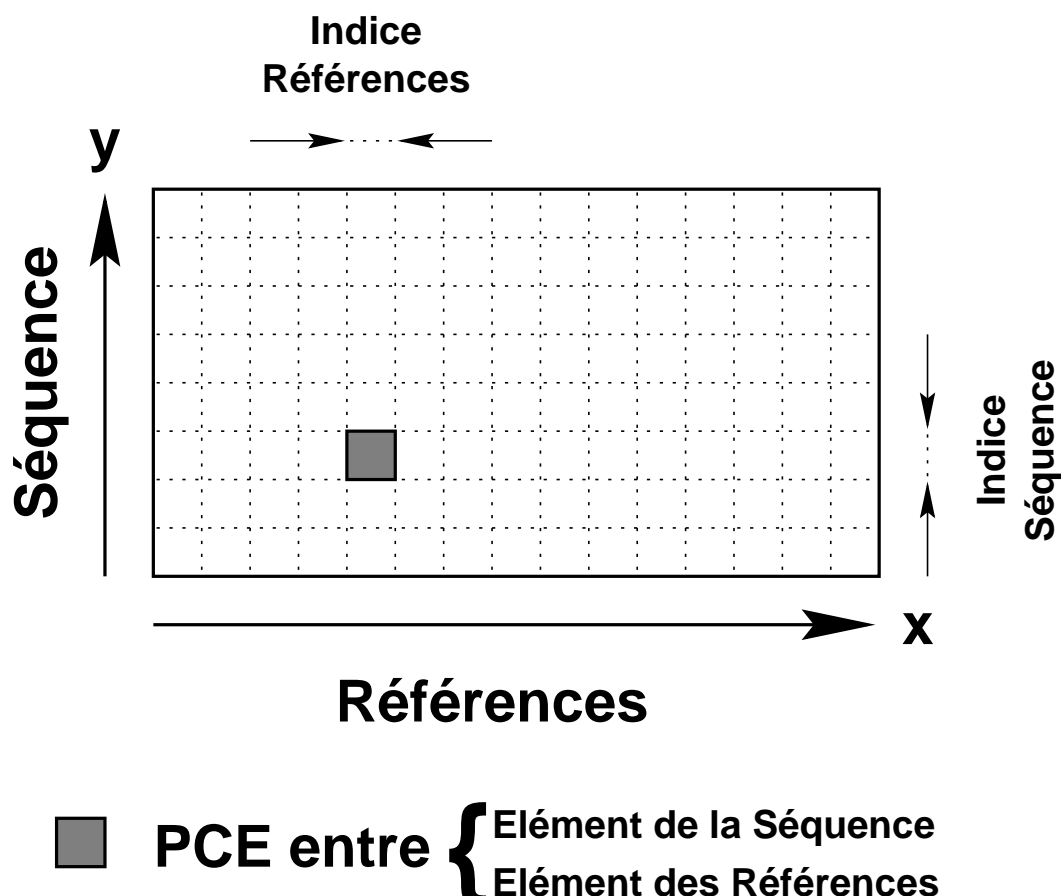 Indice
Références
y
Séquence
Indice
Séquence
x
Références
PCE entre { Elément de la Séquence
Elément des Références